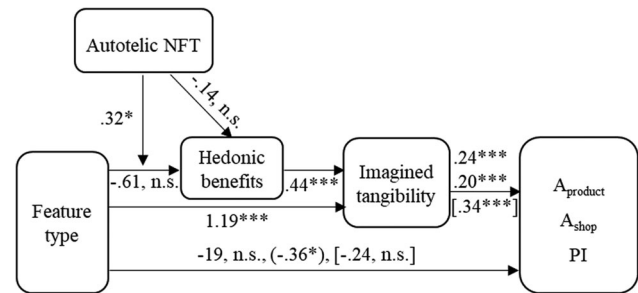 Autotelic NFT
.32*
-.14, n.s.
Hedonic
benefits
-.61, n.s.
Feature
type
.44***
1.19***
Imagined
tangibility
.24***
.20***
[.34***]
-19, n.s., (-.36*), [-.24, n.s.]
Aproduct
Ashop
PI